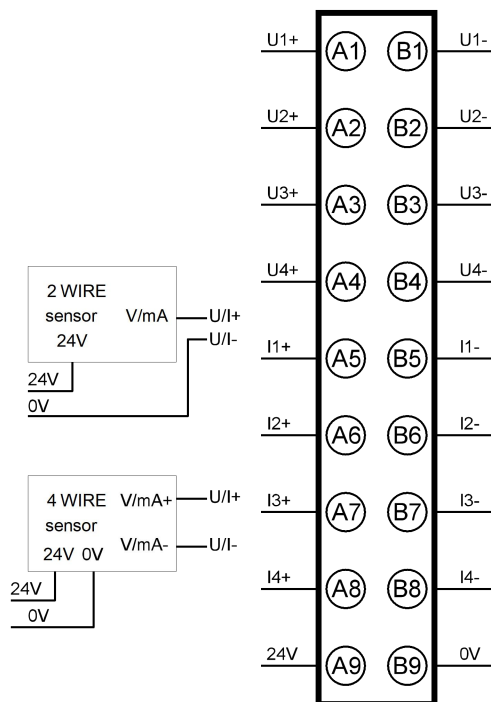 U1+ A1 B1 U1-
U2+ A2 B2 U2-
U3+ A3 B3 U3-
U4+ A4 B4 U4-
I1+ A5 B5 I1-
I2+ A6 B6 I2-
I3+ A7 B7 I3-
I4+ A8 B8 I4-
24V A9 B9 0V
2 WIRE
sensor V/mA U/I+
24V U/I-
24V
0V
4 WIRE V/mA+ U/I+
sensor
24V 0V V/mA- U/I-
24V
0V